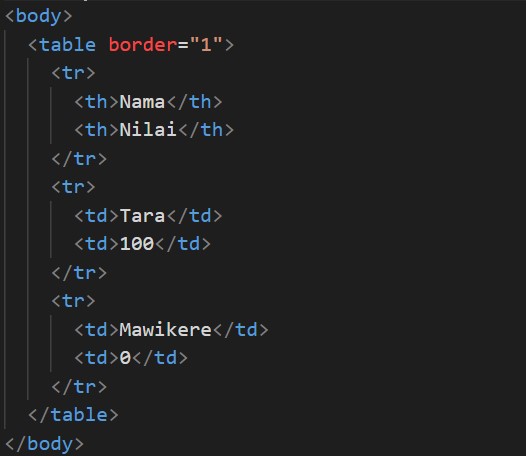 <body>
<table border="1">
<tr>
<th>Nama</th>
<th>Nilai</th>
</tr>
<tr>
<td>Tara</td>
<td>100</td>
</tr>
<tr>
<td>Mawikere</td>
<td>0</td>
</tr>
</table>
</body>